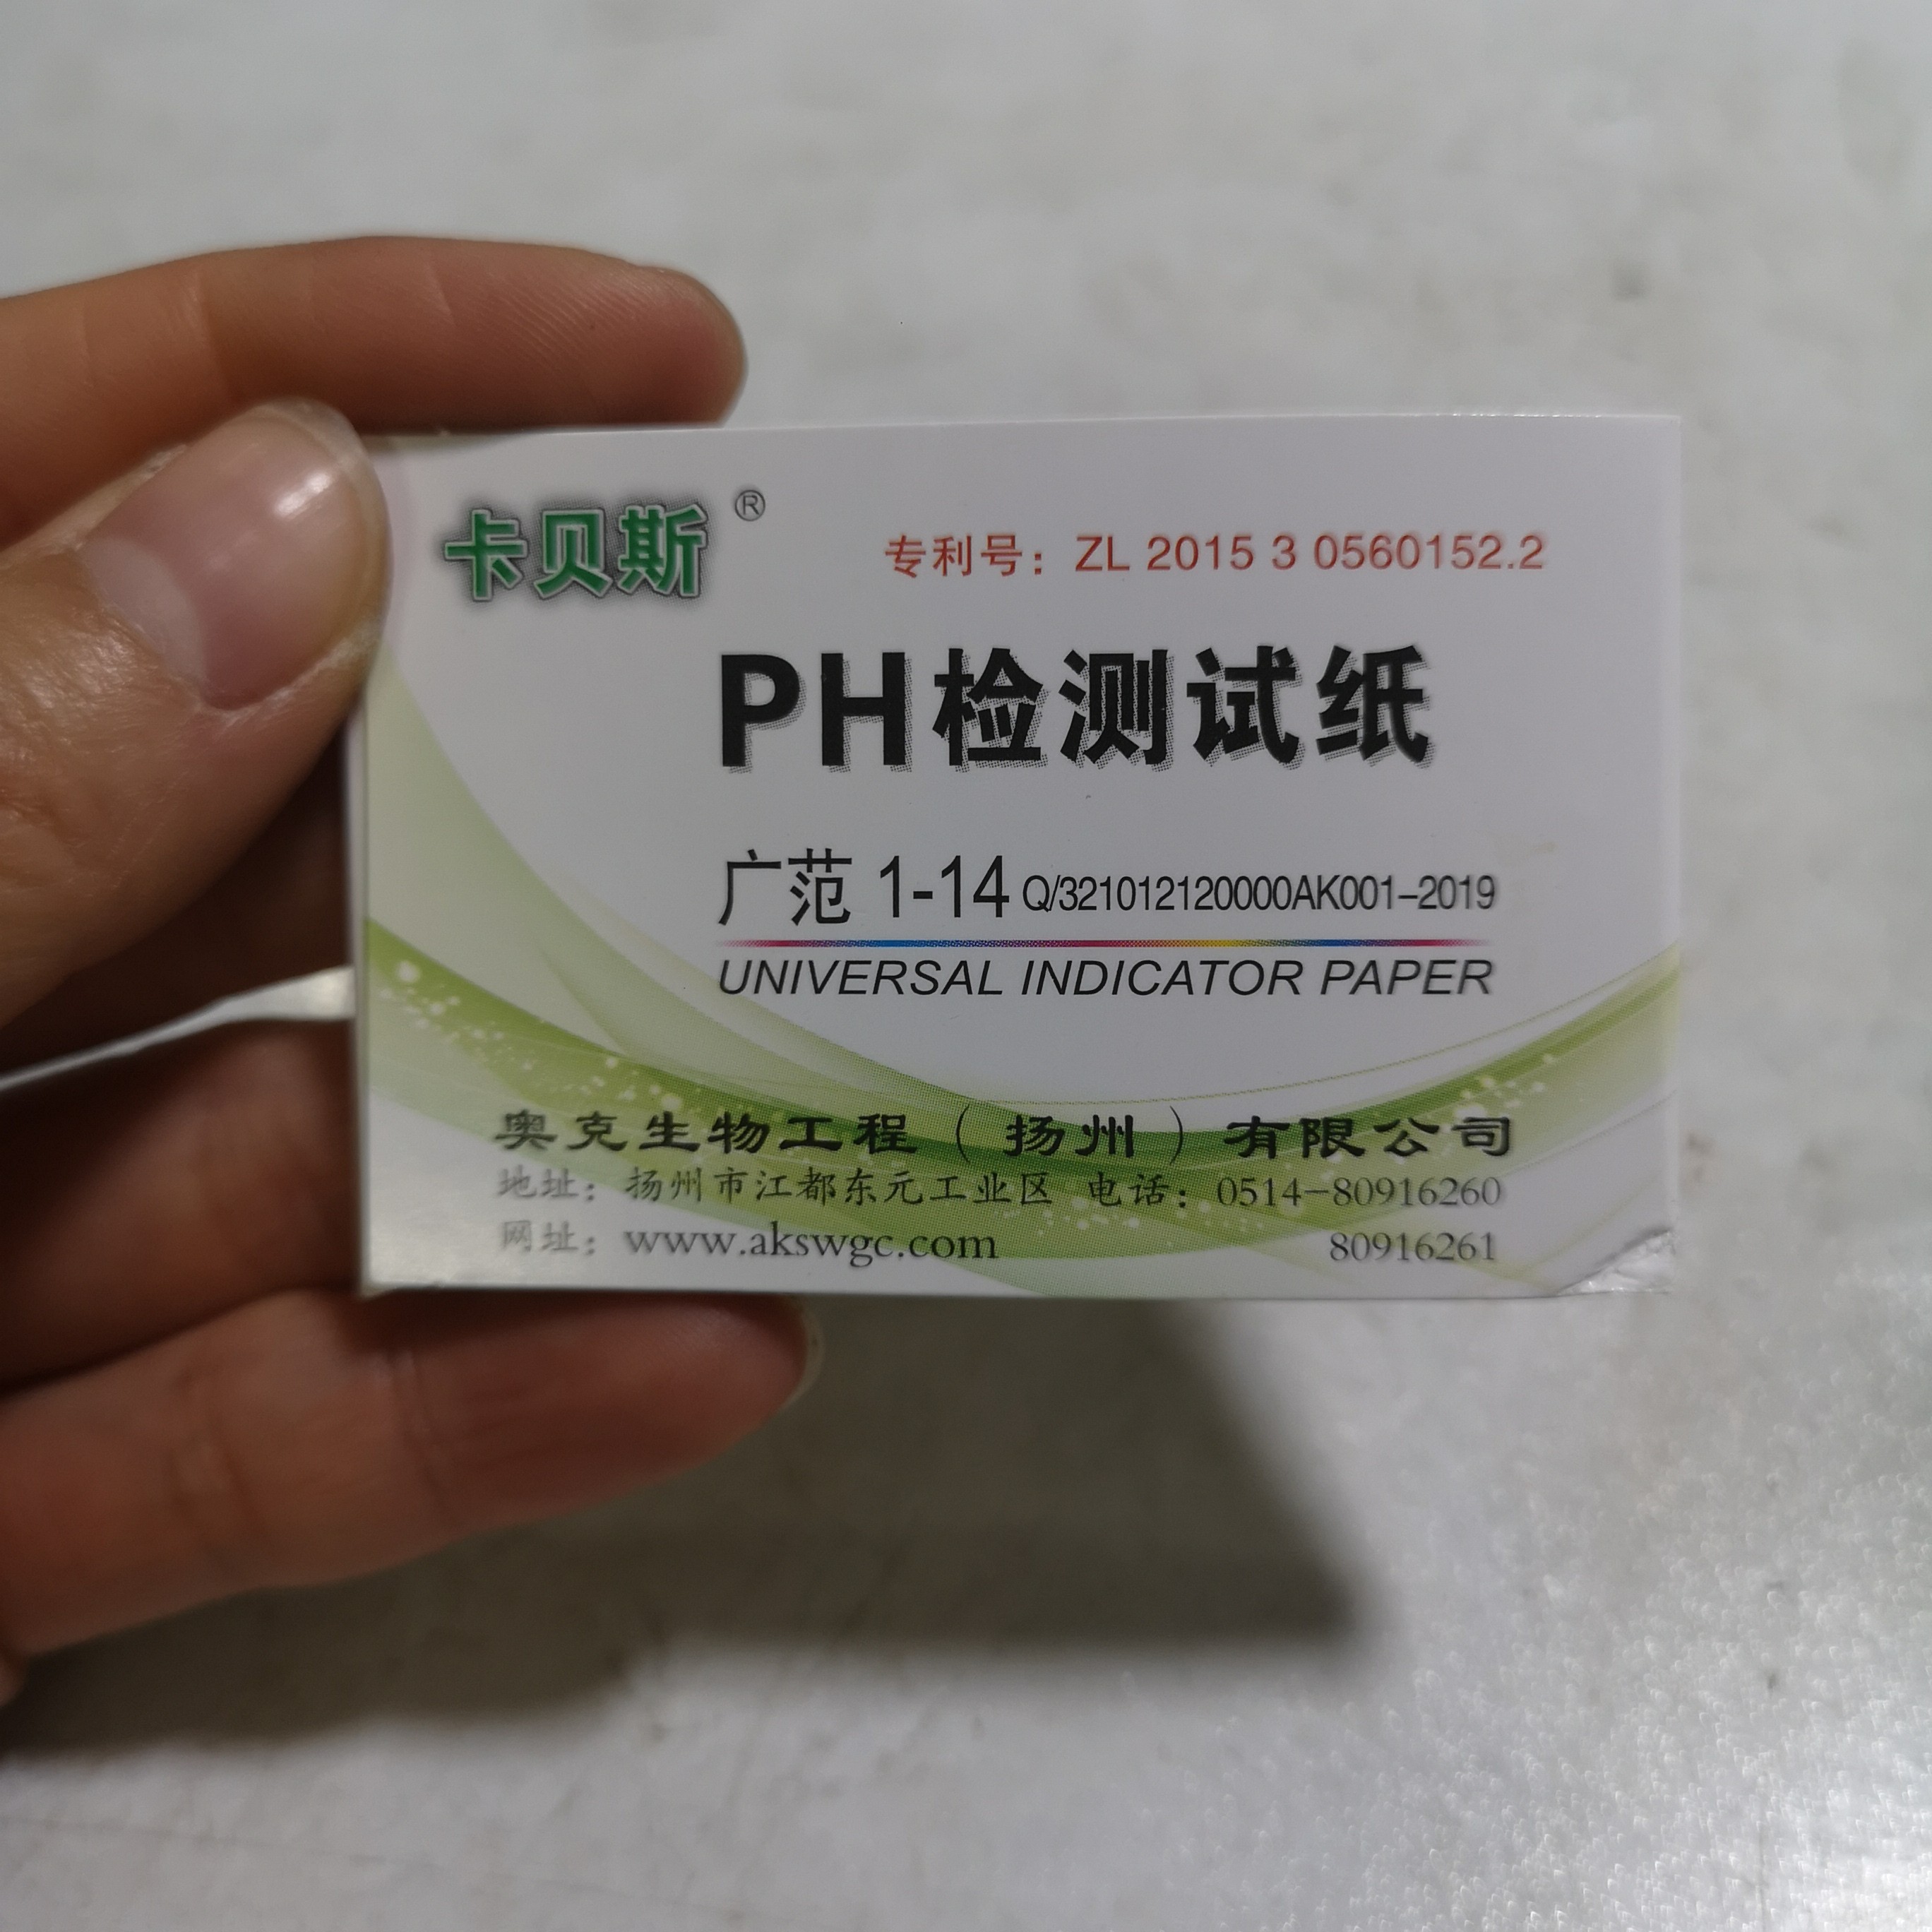 卡贝斯®
专利号：ZL 2015 3 0560152.2
PH检测试纸
广范 1-14 Q/321012120000AK001-2019
UNIVERSAL INDICATOR PAPER
奥克生物工程（扬州）有限公司
地址：扬州市江都东元工业区 电话：0514-80916260
网址：www.akswgc.com 80916261